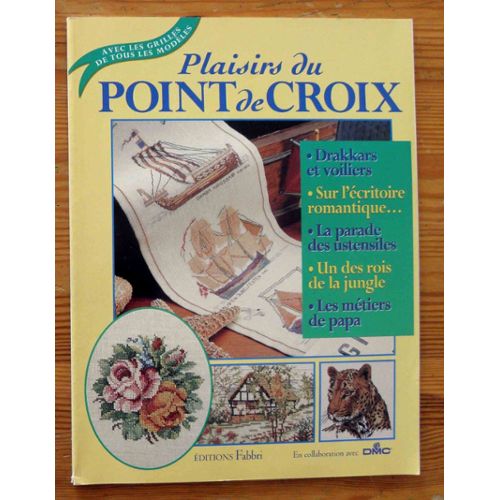 AVEC LES GRILLES
DE TOUS LES MODÈLES
Plaisirs du
POINT de CROIX
• Drakkars
et voiliers
• Sur l'écritoire
romantique...
• La parade
des ustensiles
• Un des rois
de la jungle
• Les métiers
de papa
ÉDITIONS Fabbri
En collaboration avec DMC